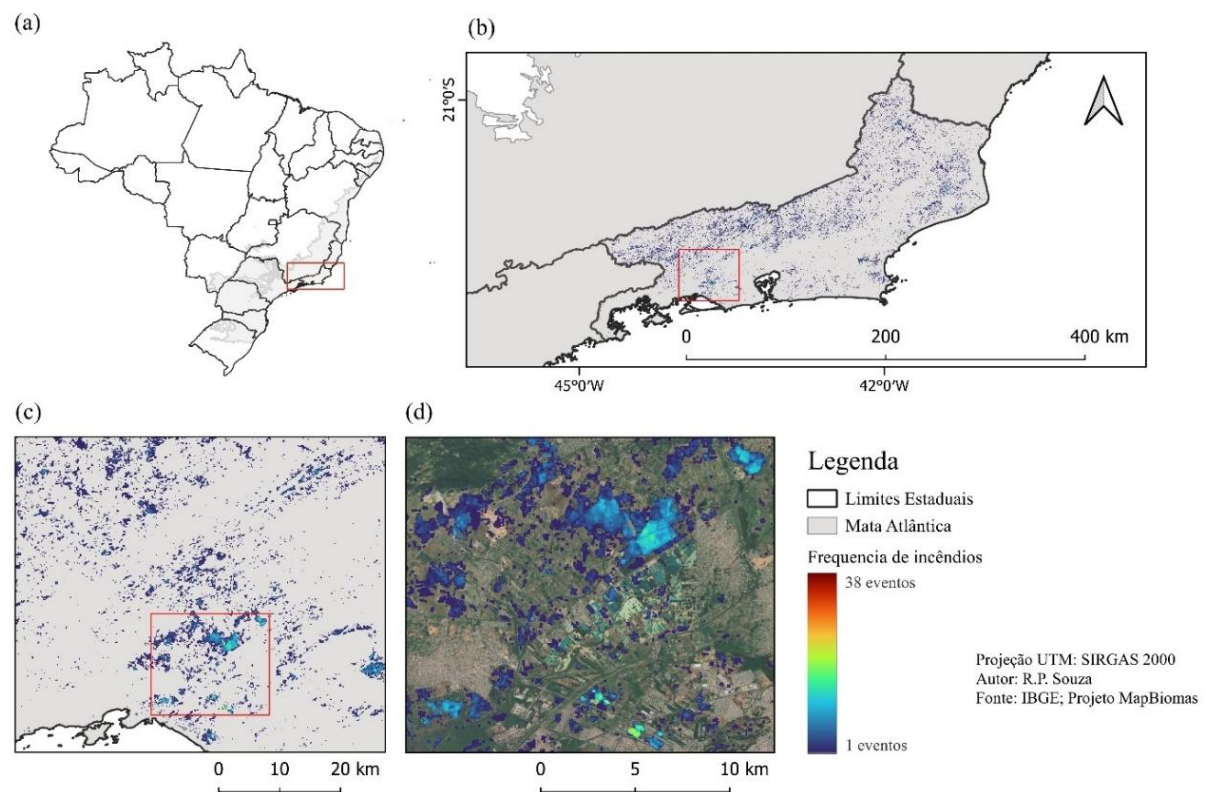 (a)
(b)
21°0'S
0 200 400 km
45°0'W 42°0'W
(c)
(d)
0 10 20 km
0 5 10 km
Legenda
Limites Estaduais
Mata Atlântica
Frequencia de incêndios
38 eventos
1 eventos
Projeção UTM: SIRGAS 2000
Autor: R.P. Souza
Fonte: IBGE; Projeto MapBiomas